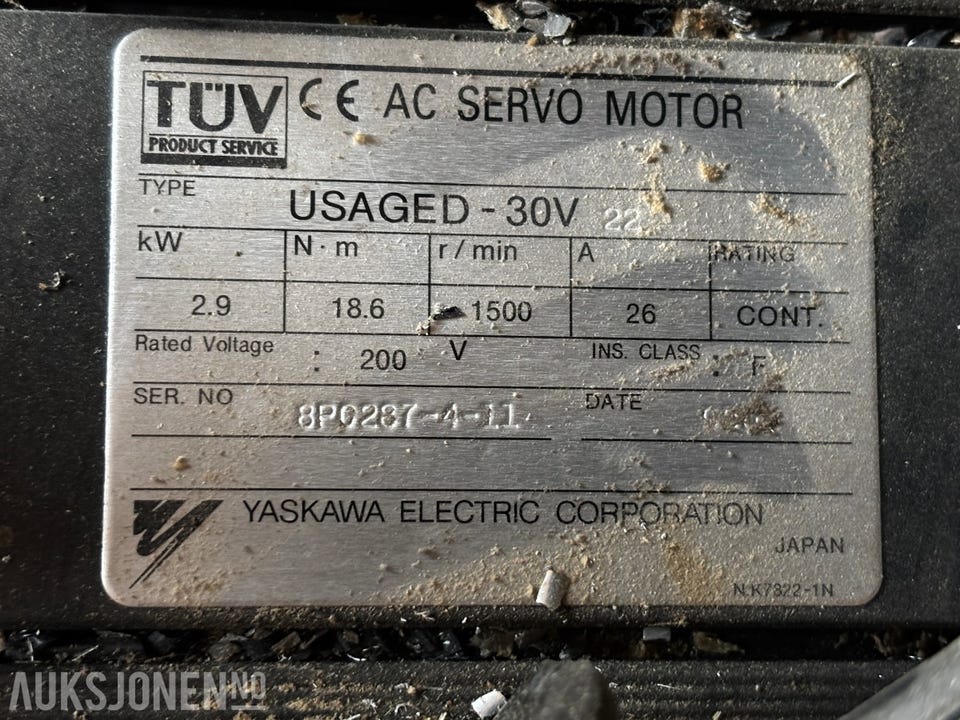 TÜV
PRODUCT SERVICE
CE AC SERVO MOTOR
TYPE USAGED - 30V 22
kW N·m r/min A RATING
2.9 18.6 1500 26 CONT.
Rated Voltage : 200 V INS. CLASS : F
SER. NO 8P0287-4-11 DATE
YASKAWA ELECTRIC CORPORATION
JAPAN
N.K7322-1N
AUKSJONEN.NO